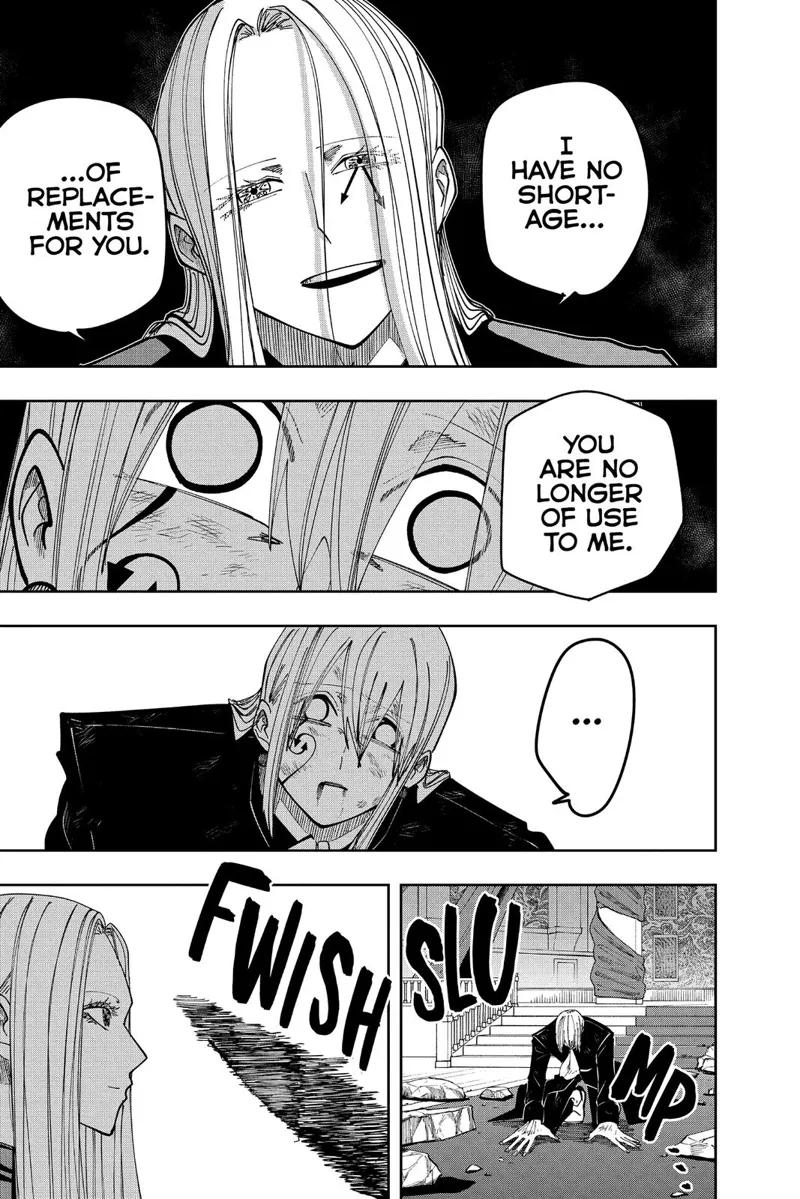 I
HAVE NO
SHORT-
AGE...
...OF
REPLACE-
MENTS
FOR YOU.
YOU
ARE NO
LONGER
OF USE
TO ME.
...
SLU
MP
FWISH